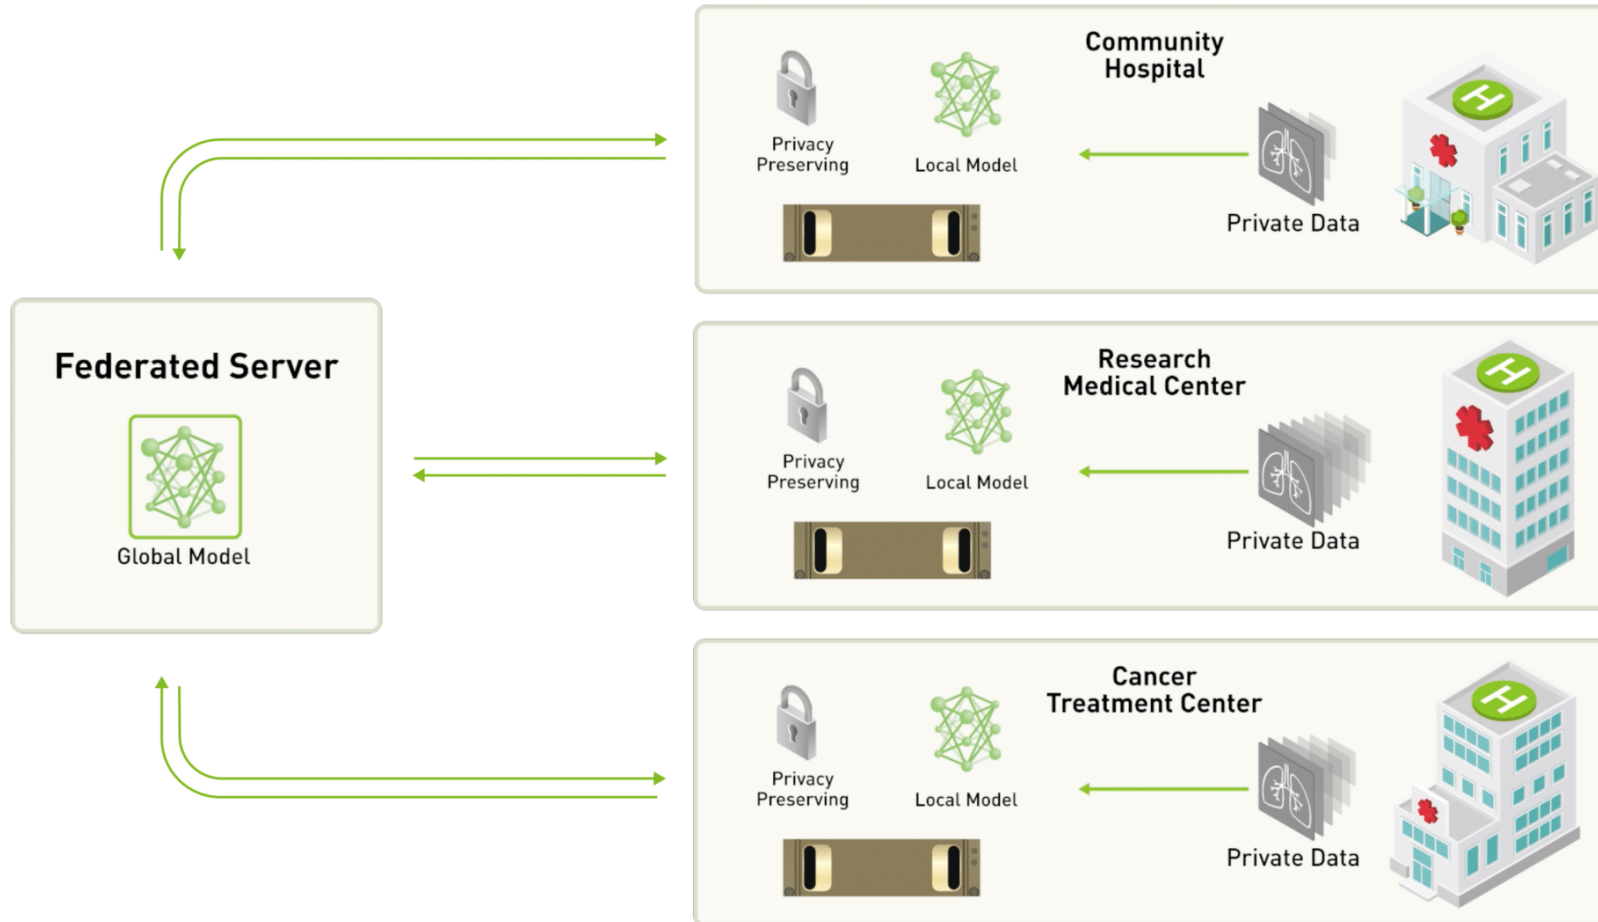 Federated Server
Global Model
Community
Hospital
Privacy
Preserving
Local Model
Private Data
H
Research
Medical Center
Privacy
Preserving
Local Model
Private Data
H
Cancer
Treatment Center
Privacy
Preserving
Local Model
Private Data
H